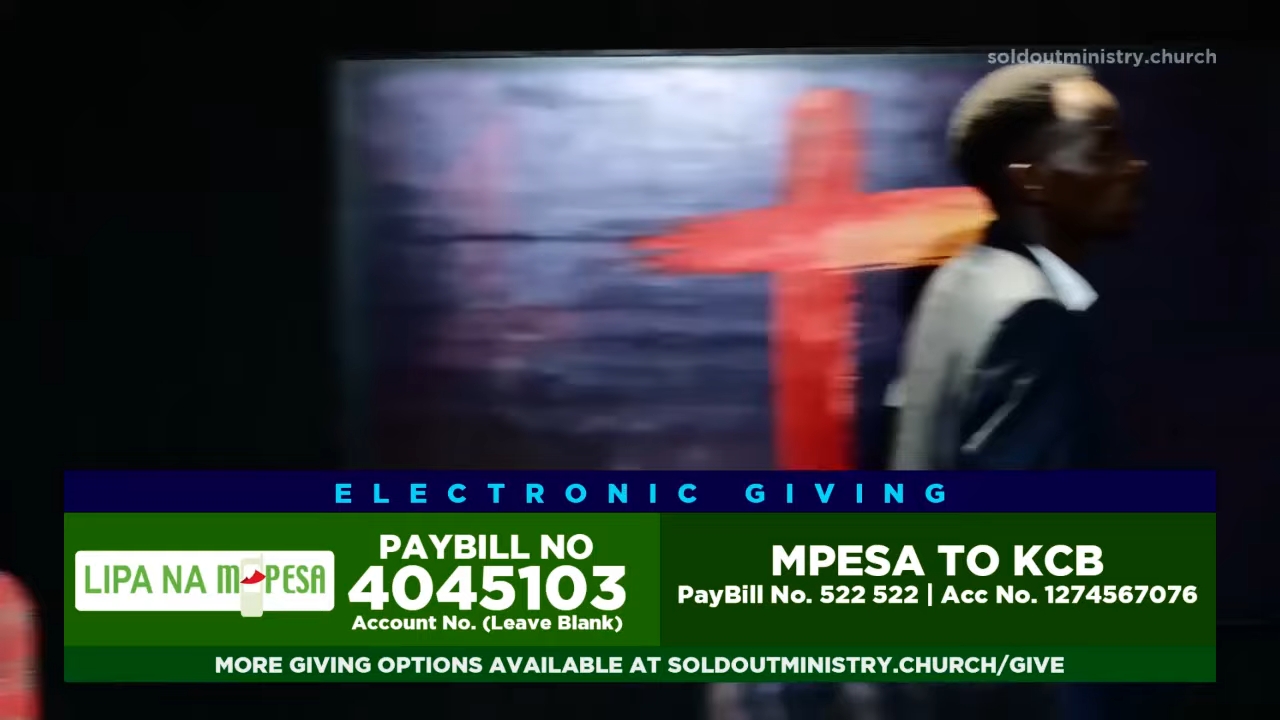 soldoutministry.church
ELECTRONIC GIVING
LIPA NA M-PESA
PAYBILL NO
4045103
Account No. (Leave Blank)
MPESA TO KCB
PayBill No. 522 522 | Acc No. 1274567076
MORE GIVING OPTIONS AVAILABLE AT SOLDOUTMINISTRY.CHURCH/GIVE